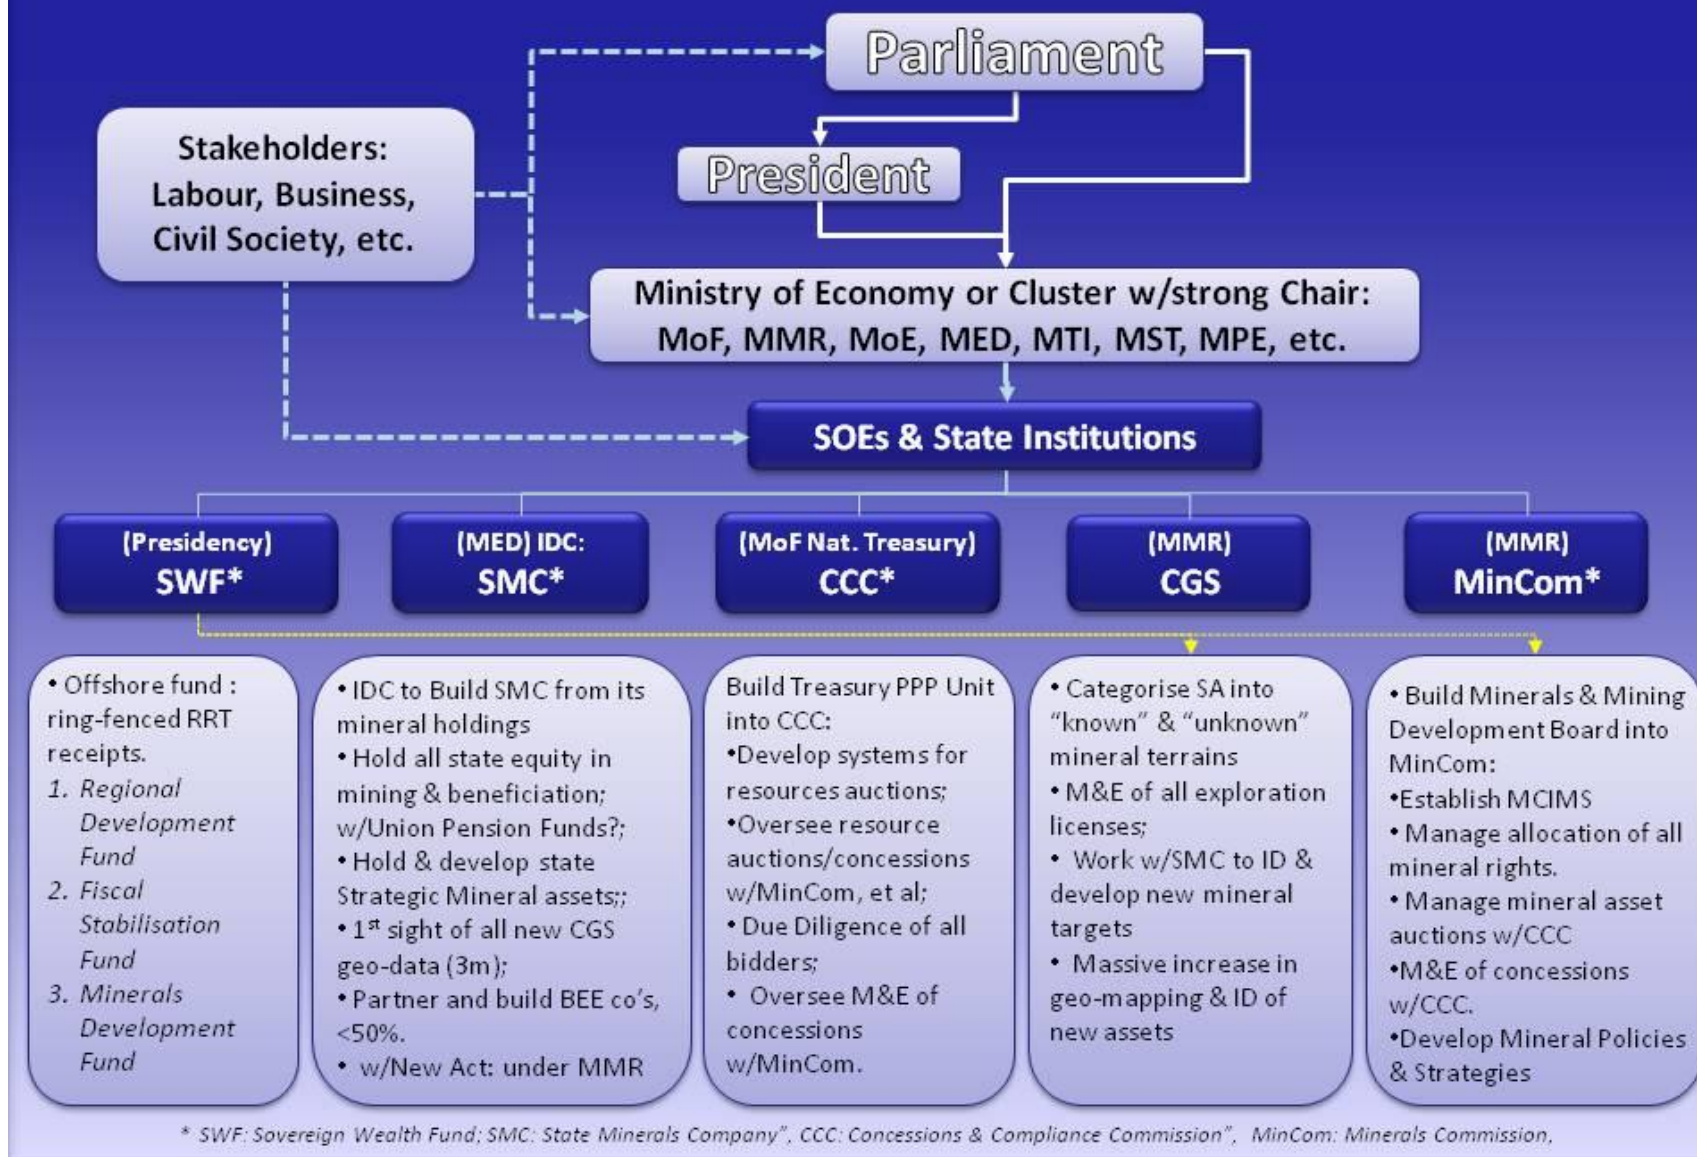 Parliament
President
Stakeholders:
Labour, Business,
Civil Society, etc.
Ministry of Economy or Cluster w/strong Chair:
MoF, MMR, MoE, MED, MTI, MST, MPE, etc.
SOEs & State Institutions
(Presidency)
SWF*
(MED) IDC:
SMC*
(MoF Nat. Treasury)
CCC*
(MMR)
CGS
(MMR)
MinCom*
• Offshore fund :
ring-fenced RRT
receipts.
1. Regional
Development
Fund
2. Fiscal
Stabilisation
Fund
3. Minerals
Development
Fund
• IDC to Build SMC from its
mineral holdings
• Hold all state equity in
mining & beneficiation;
w/Union Pension Funds?;
• Hold & develop state
Strategic Mineral assets;;
• 1st sight of all new CGS
geo-data (3m);
• Partner and build BEE co's,
<50%.
• w/New Act: under MMR
Build Treasury PPP Unit
into CCC:
•Develop systems for
resources auctions;
•Oversee resource
auctions/concessions
w/MinCom, et al;
• Due Diligence of all
bidders;
• Oversee M&E of
concessions
w/MinCom.
• Categorise SA into
"known" & "unknown"
mineral terrains
• M&E of all exploration
licenses;
• Work w/SMC to ID &
develop new mineral
targets
• Massive increase in
geo-mapping & ID of
new assets
• Build Minerals & Mining
Development Board into
MinCom:
•Establish MCIMS
• Manage allocation of all
mineral rights.
• Manage mineral asset
auctions w/CCC
•M&E of concessions
w/CCC.
•Develop Mineral Policies
& Strategies
* SWF: Sovereign Wealth Fund; SMC: State Minerals Company", CCC: Concessions & Compliance Commission", MinCom: Minerals Commission,